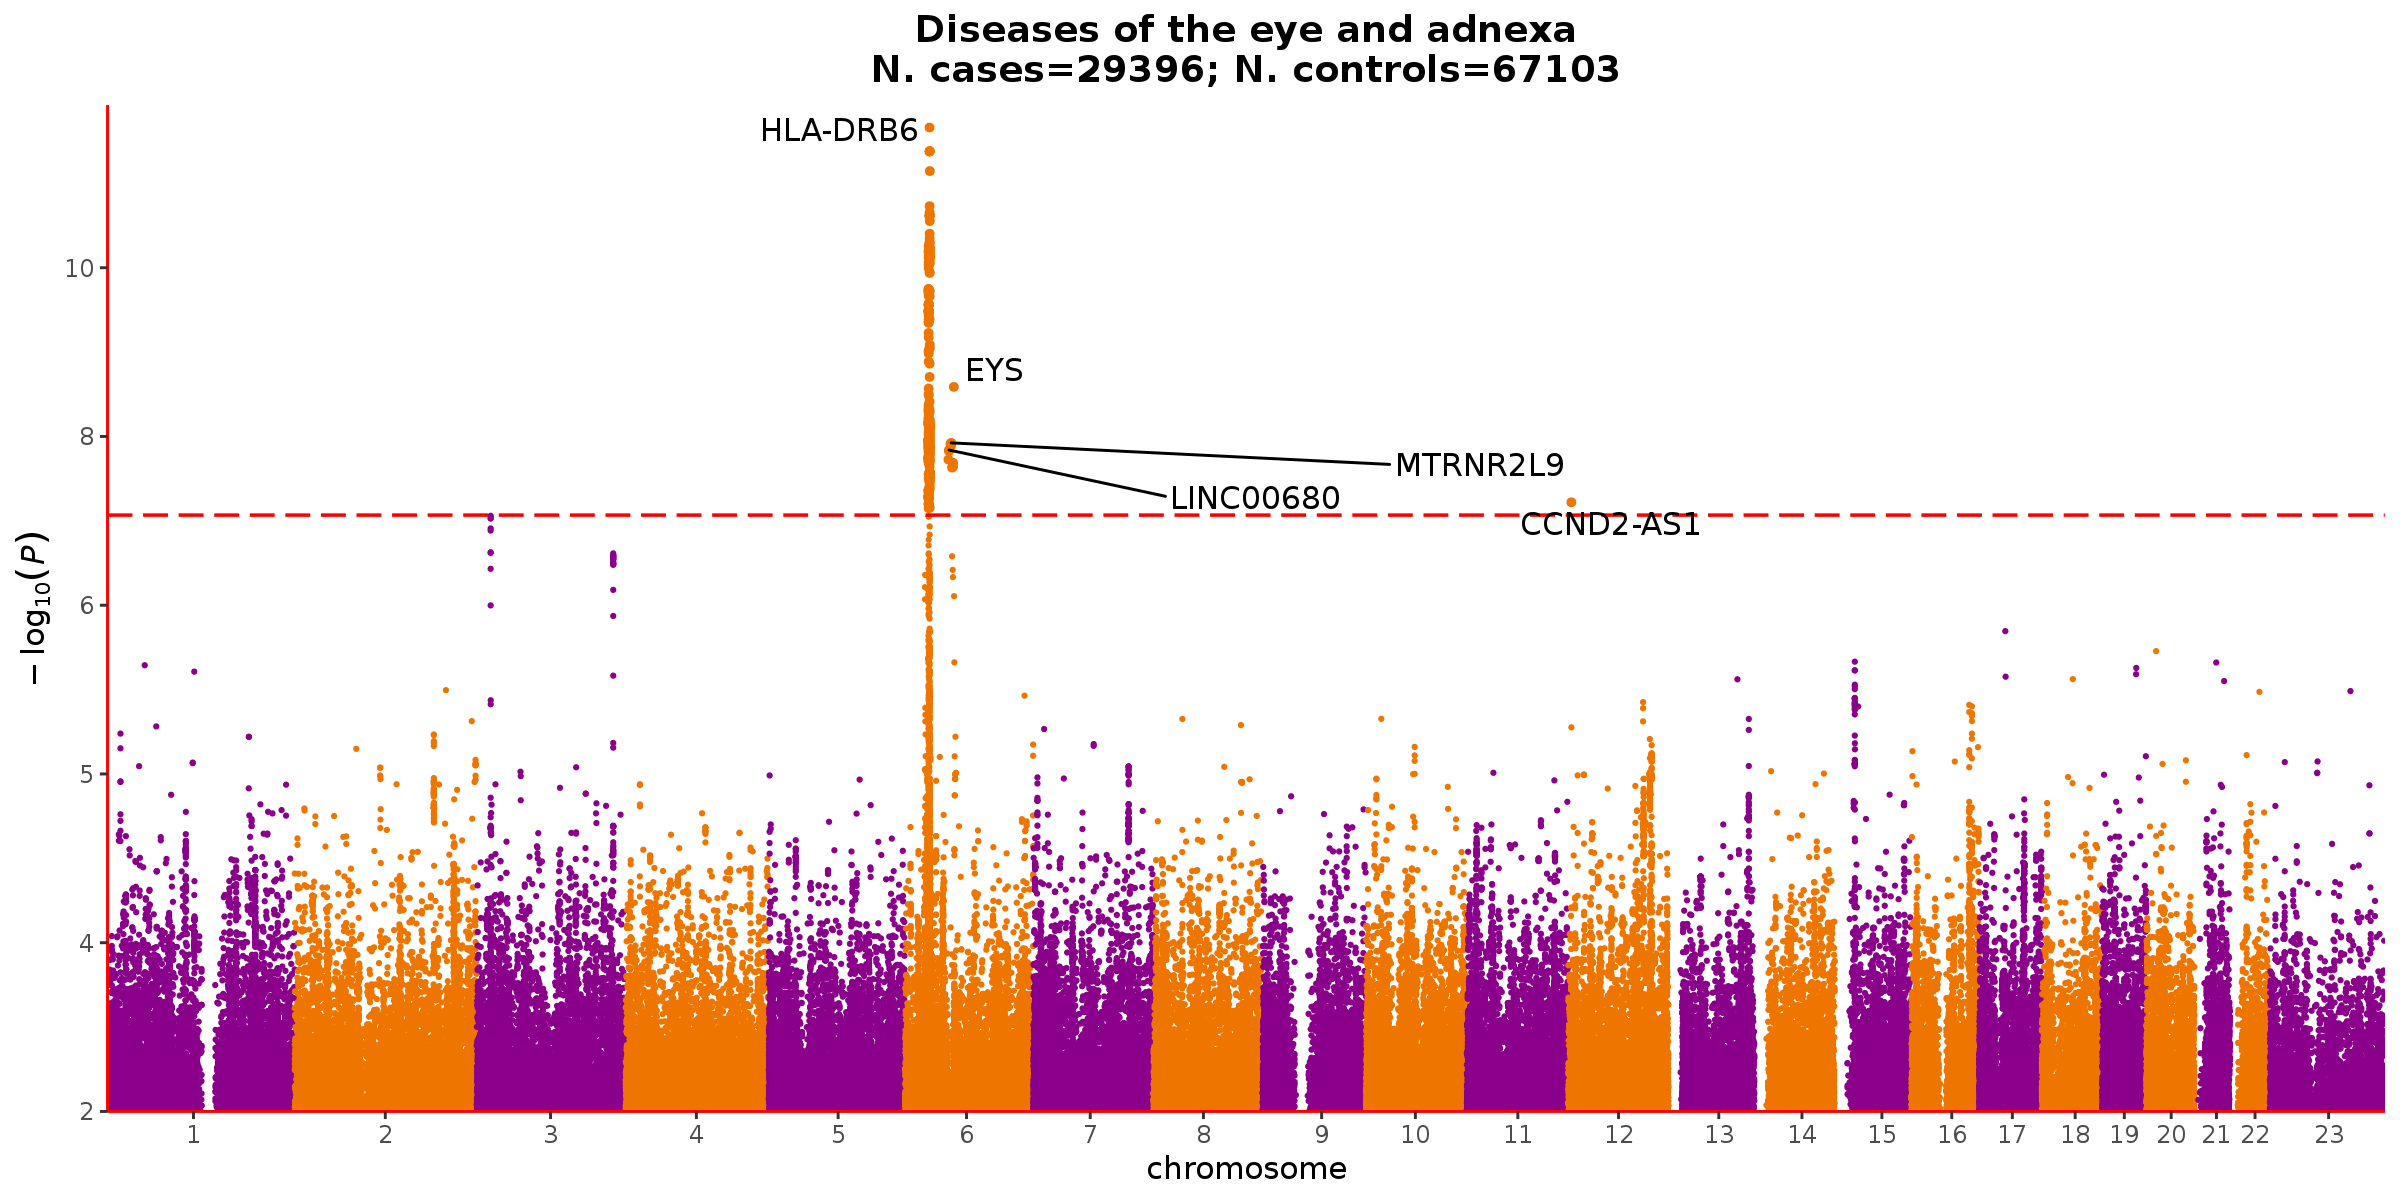 Diseases of the eye and adnexa
N. cases=29396; N. controls=67103
HLA-DRB6
EYS
MTRNR2L9
LINC00680
CCND2-AS1
−log10(P)
10
8
6
5
4
2
1 2 3 4 5 6 7 8 9 10 11 12 13 14 15 16 17 18 19 20 21 22 23
chromosome